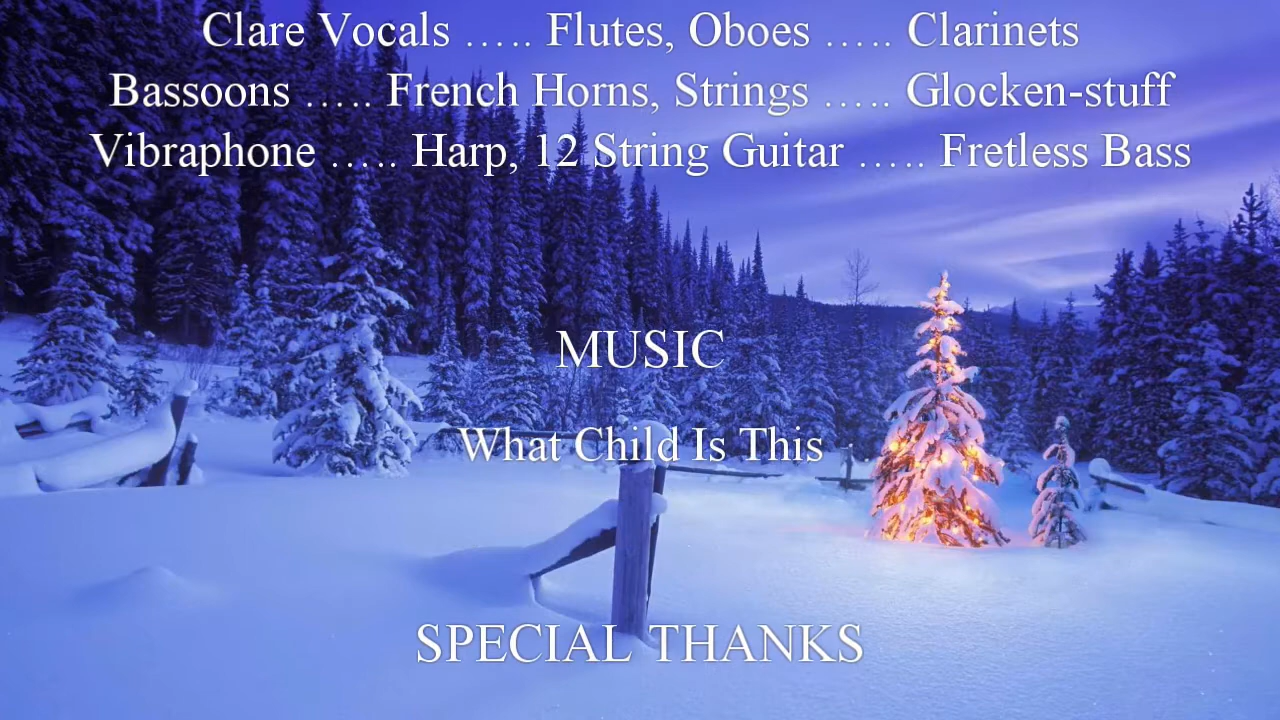 Clare Vocals ….. Flutes, Oboes ….. Clarinets
Bassoons ….. French Horns, Strings ….. Glocken-stuff
Vibraphone ….. Harp, 12 String Guitar ….. Fretless Bass
MUSIC
What Child Is This
SPECIAL THANKS